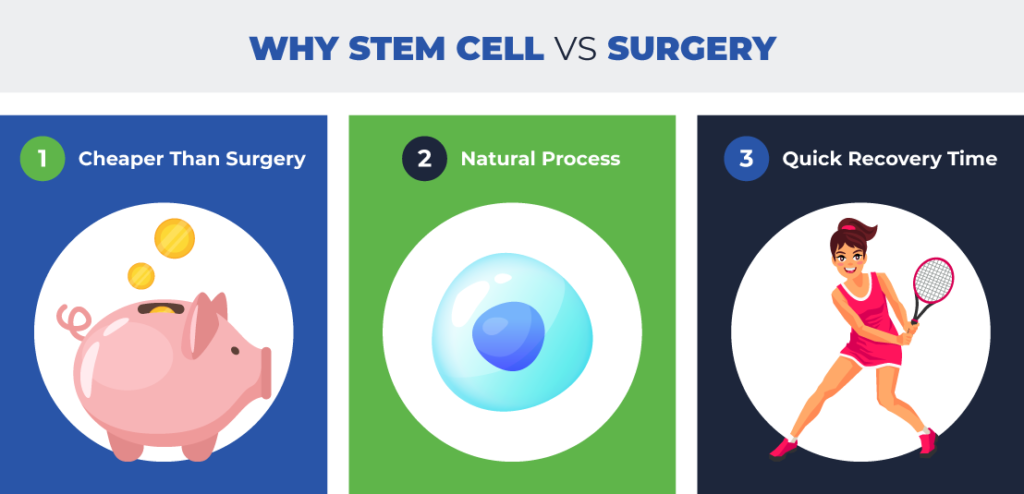 WHY STEM CELL VS SURGERY
1 Cheaper Than Surgery
2 Natural Process
3 Quick Recovery Time